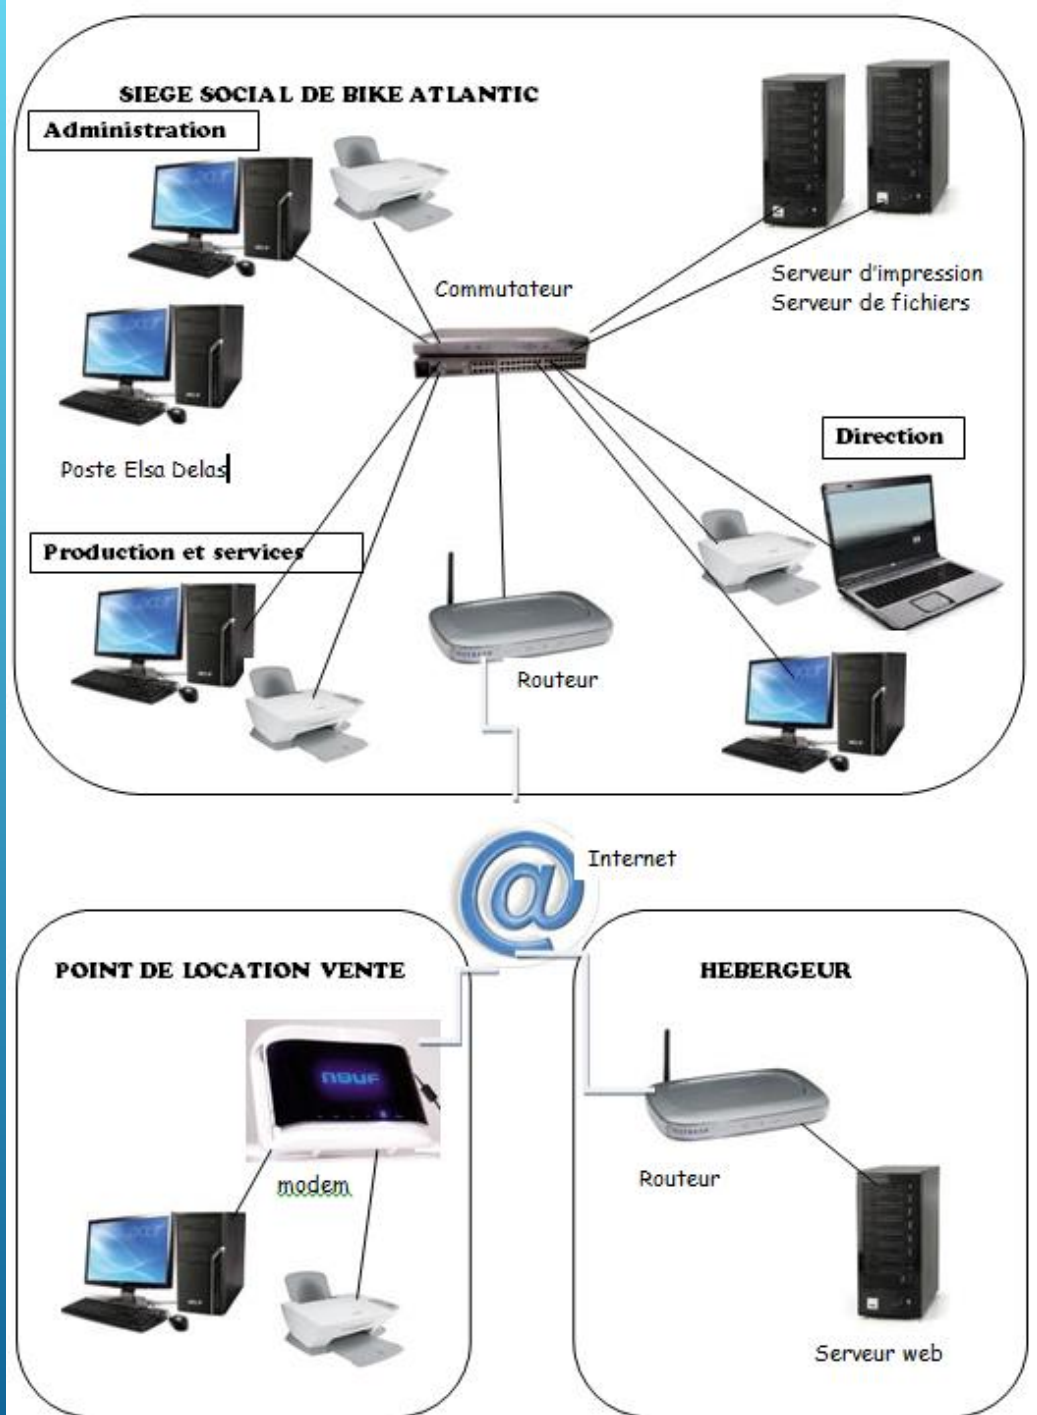 SIEGE SOCIAL DE BIKE ATLANTIC
Administration
Commutateur
Serveur d'impression
Serveur de fichiers
Poste Elsa Delas
Direction
Production et services
Routeur
Internet
POINT DE LOCATION VENTE
HEBERGEUR
neuf
modem
Routeur
Serveur web